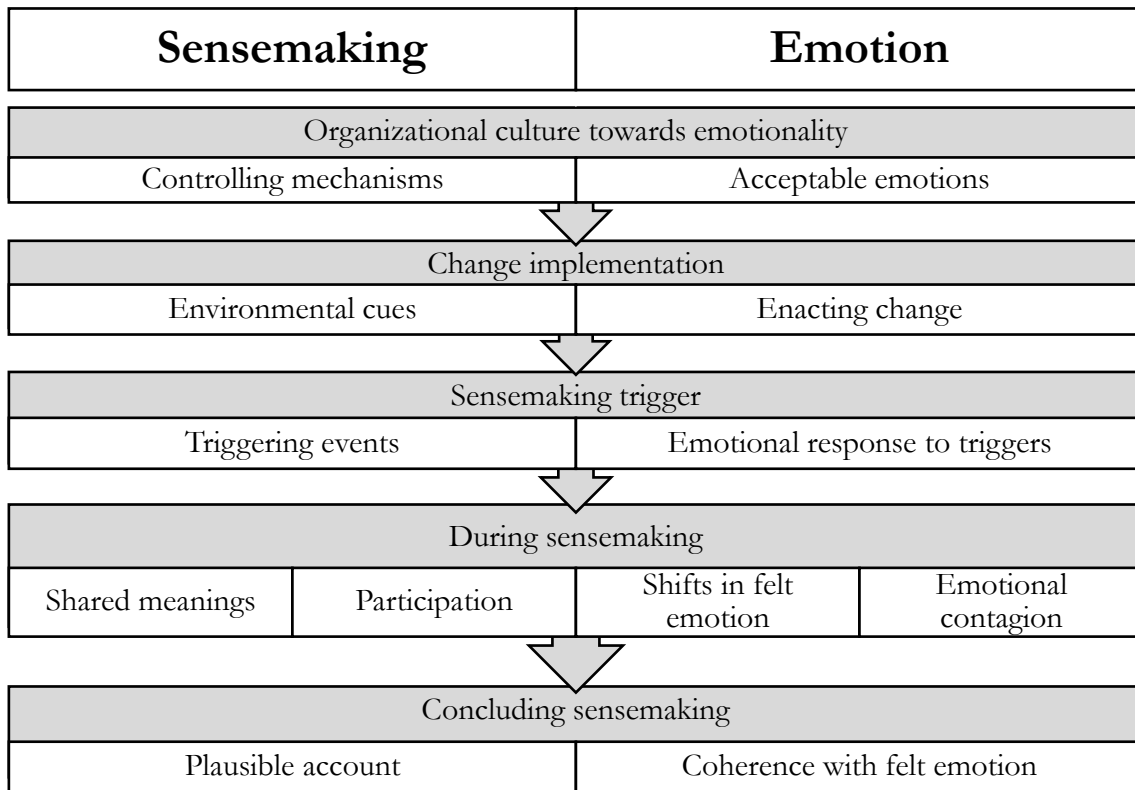 Sensemaking
Emotion
Organizational culture towards emotionality
Controlling mechanisms
Acceptable emotions
Change implementation
Environmental cues
Enacting change
Sensemaking trigger
Triggering events
Emotional response to triggers
During sensemaking
Shared meanings
Participation
Shifts in felt
emotion
Emotional
contagion
Concluding sensemaking
Plausible account
Coherence with felt emotion